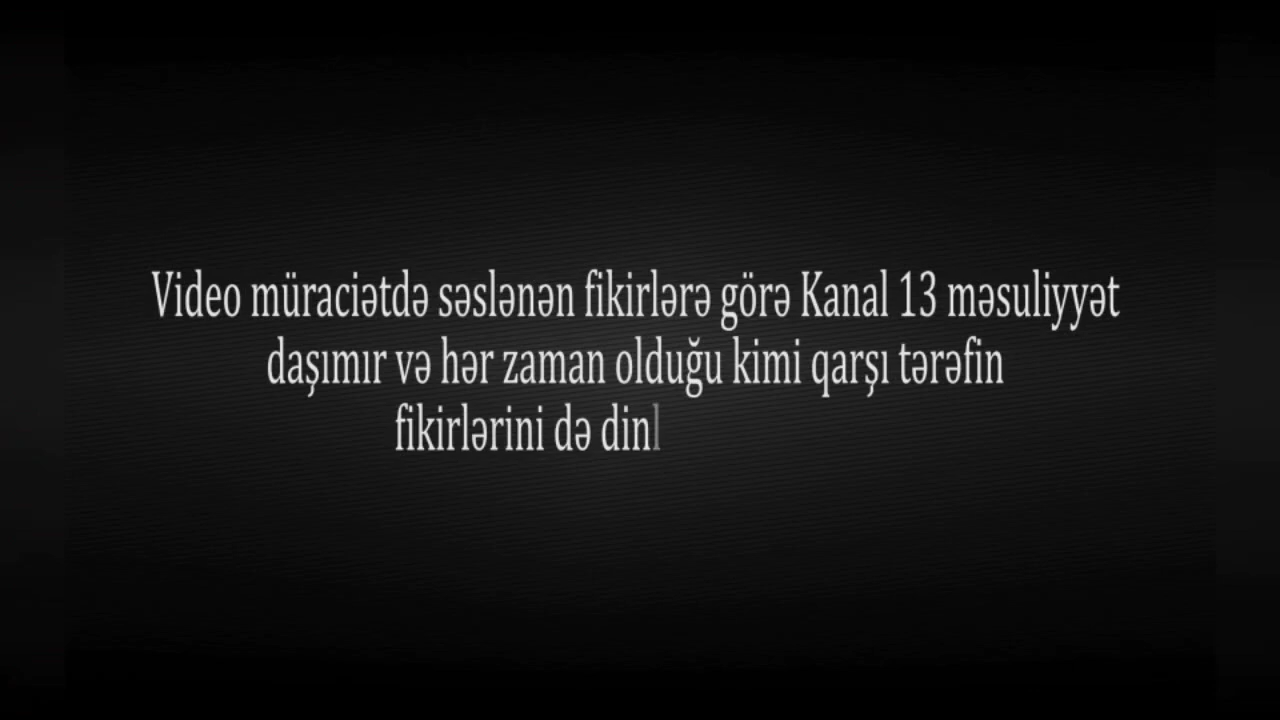 Video müraciətdə səslənən fikirlərə görə Kanal 13 məsuliyyət
daşımır və hər zaman olduğu kimi qarşı tərəfin
fikirlərini də dinl